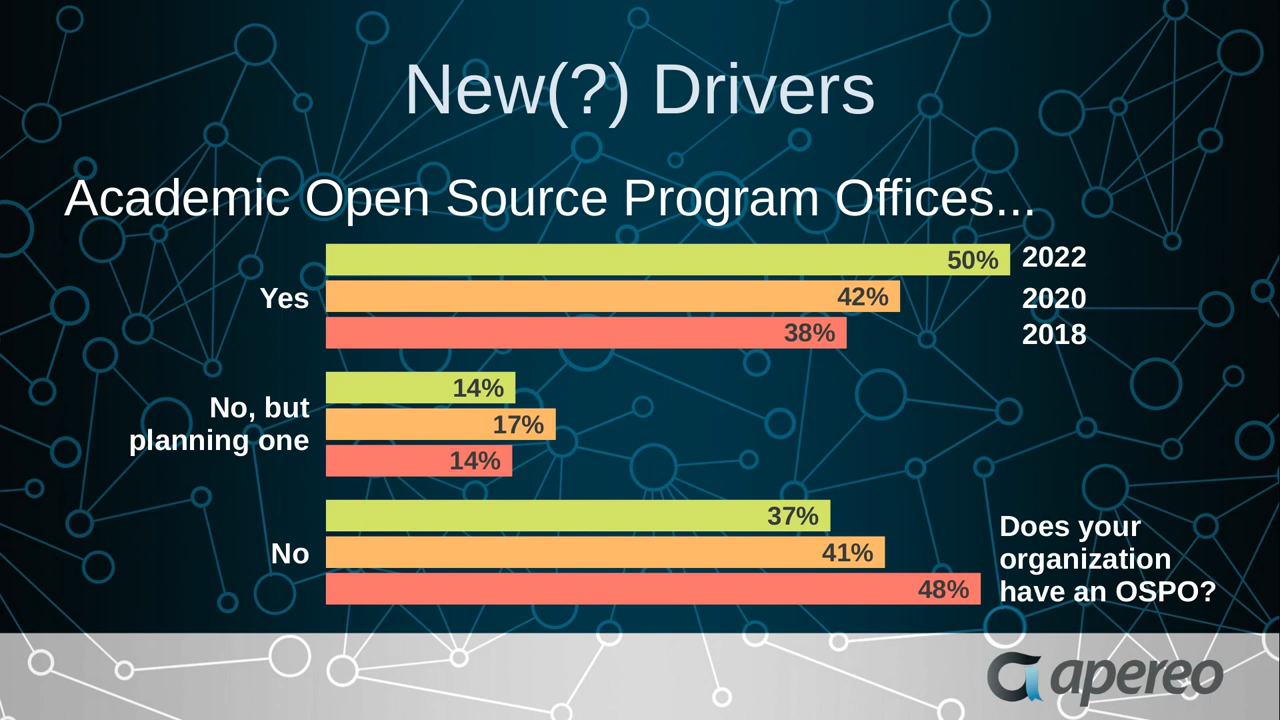 New(?) Drivers
Academic Open Source Program Offices...
50% 2022
Yes 42% 2020
38% 2018
14%
No, but
planning one
17%
14%
37%
No 41%
48%
Does your
organization
have an OSPO?
apereo